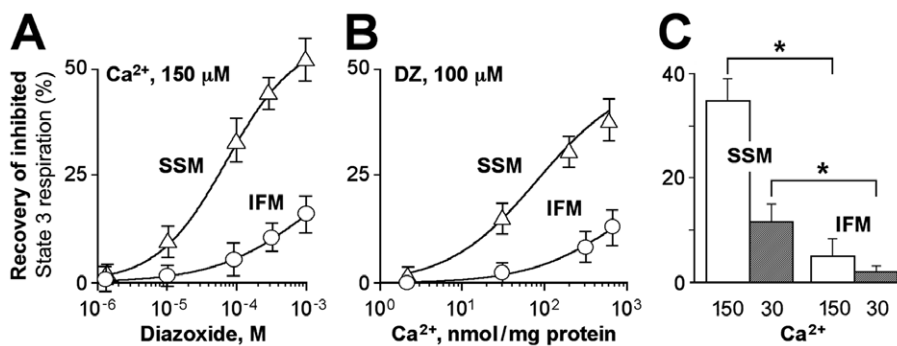 A
B
C
Recovery of inhibited
State 3 respiration (%)
Ca²⁺, 150 μM
50
25
0
SSM
IFM
10⁻⁶
10⁻⁵
10⁻⁴
10⁻³
Diazoxide, M
DZ, 100 μM
50
25
0
SSM
IFM
10¹
10²
10³
Ca²⁺, nmol/mg protein
40
20
0
*
*
SSM
IFM
150
30
150
30
Ca²⁺